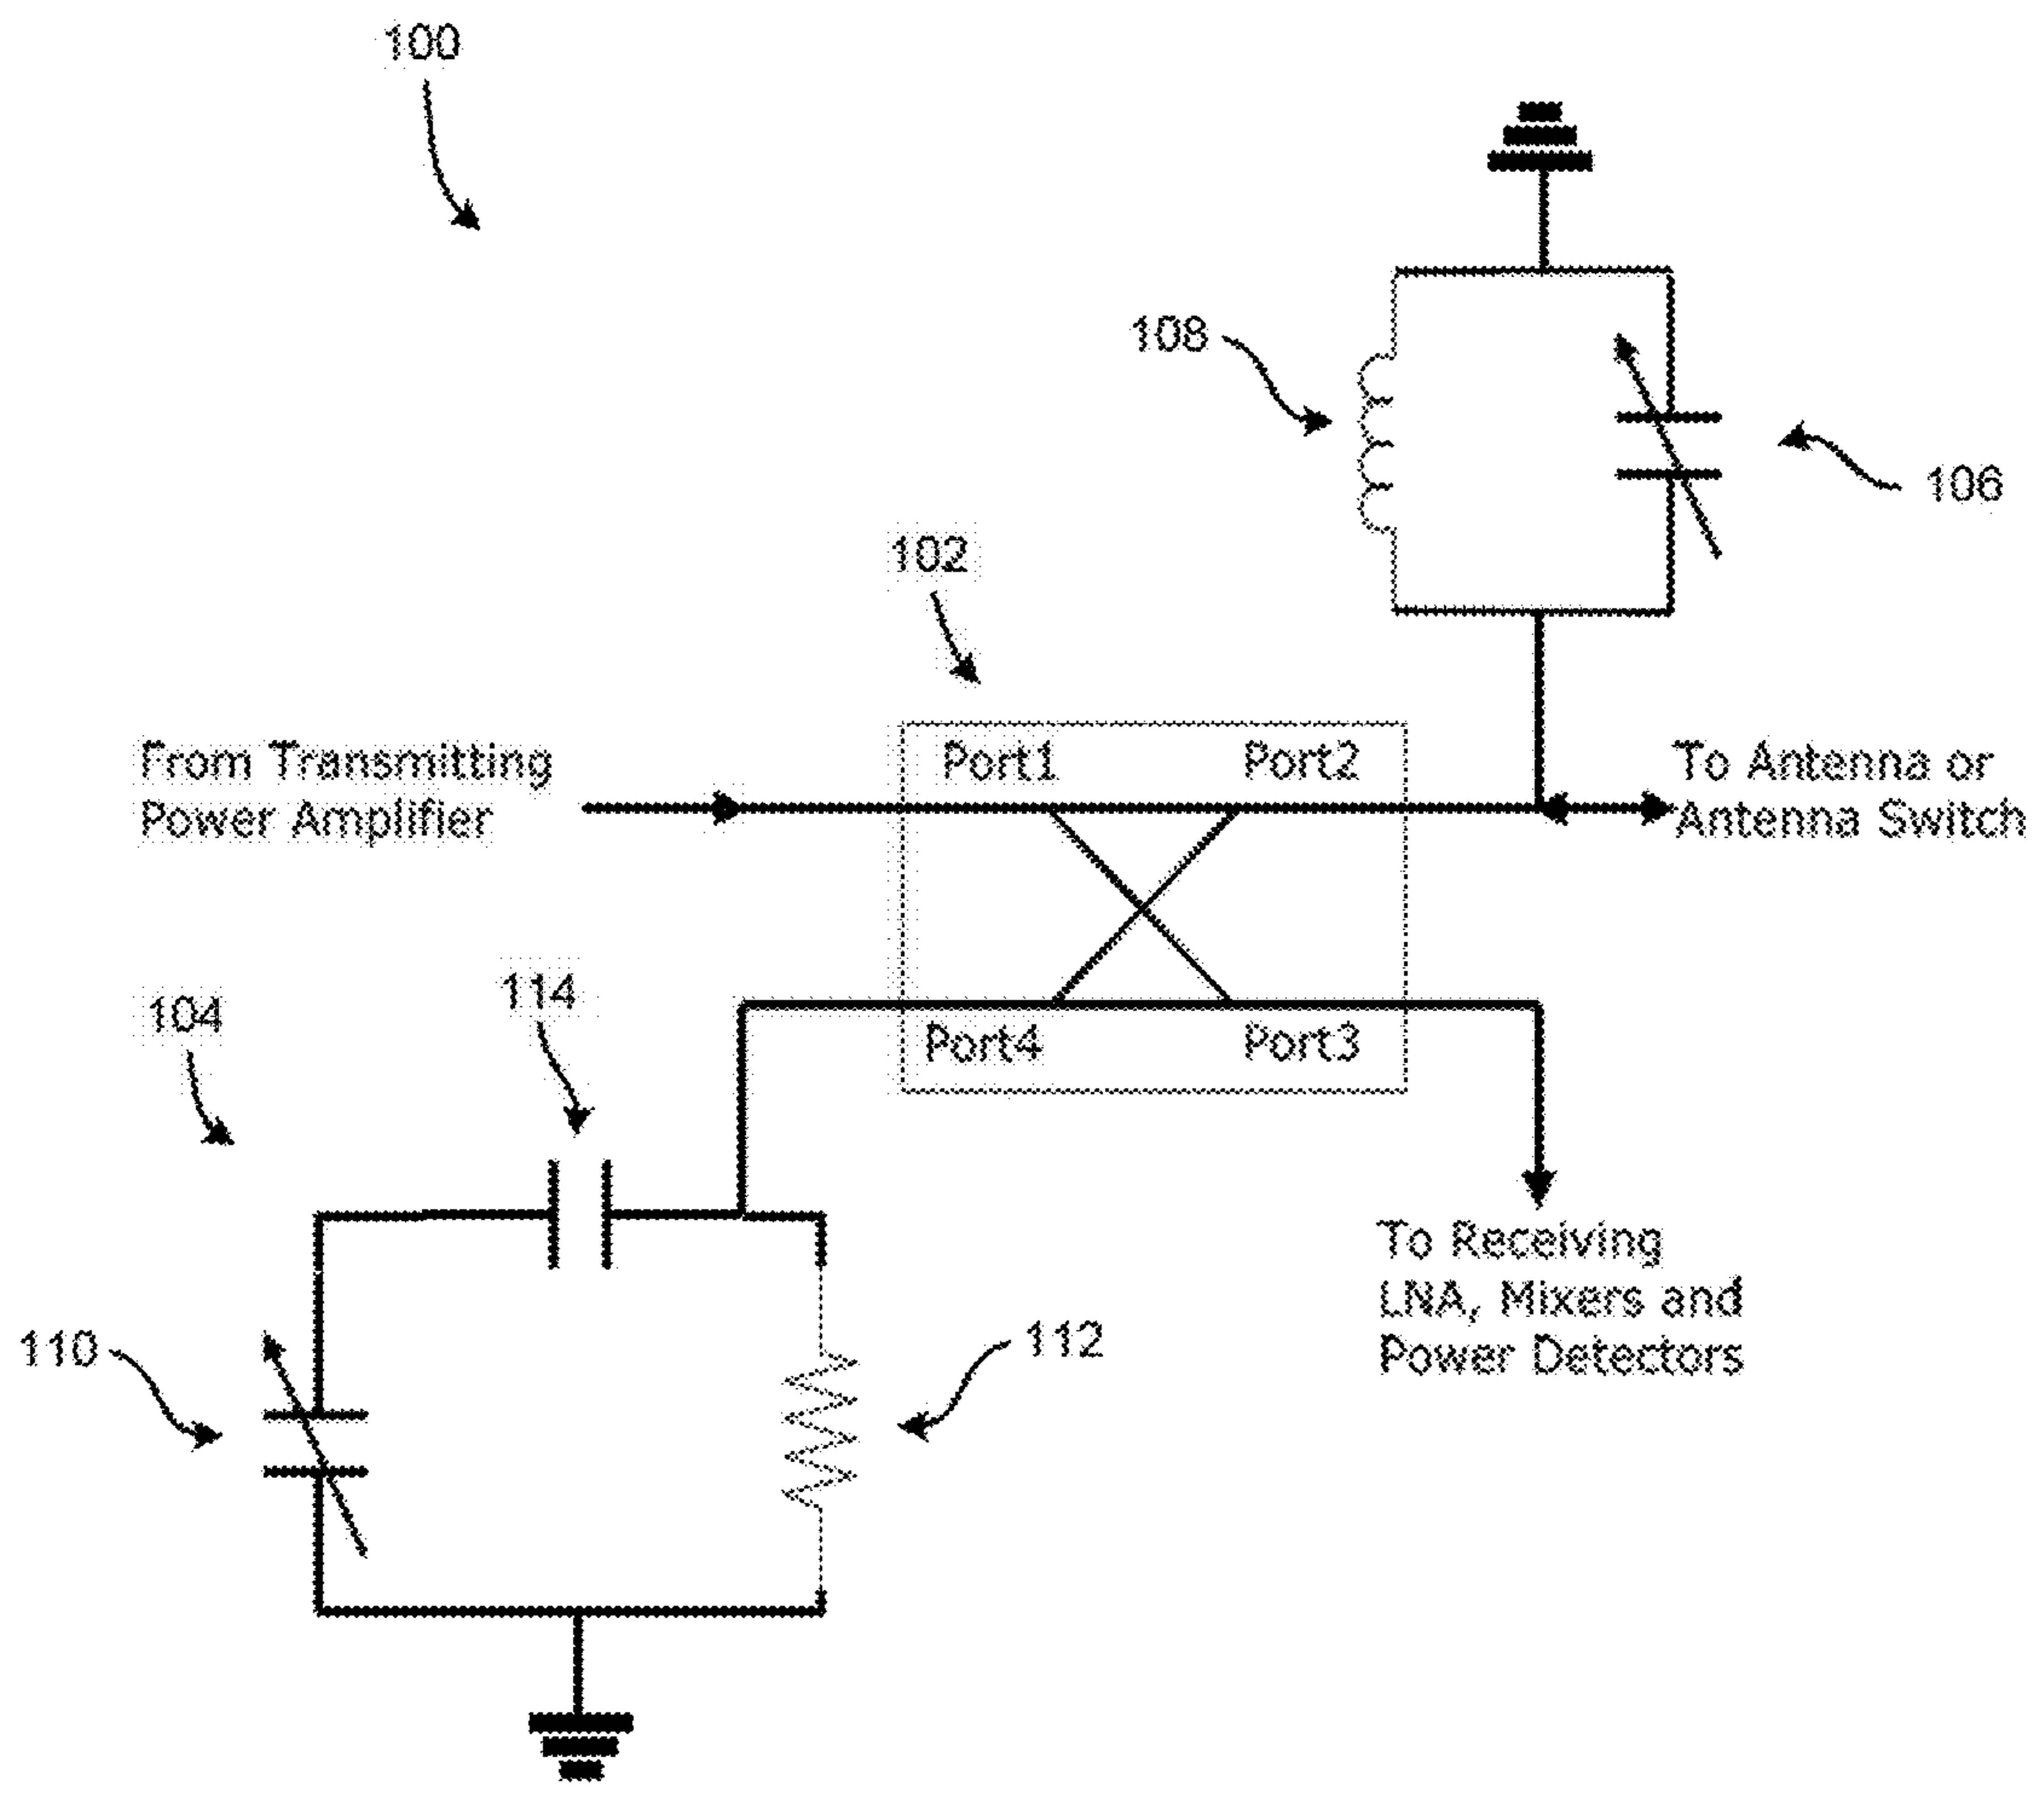 100
108
106
102
From Transmitting
Power Amplifier
Port1
Port2
To Antenna or
Antenna Switch
104
114
Port4
Port3
To Receiving
LNA, Mixers and
Power Detectors
110
112